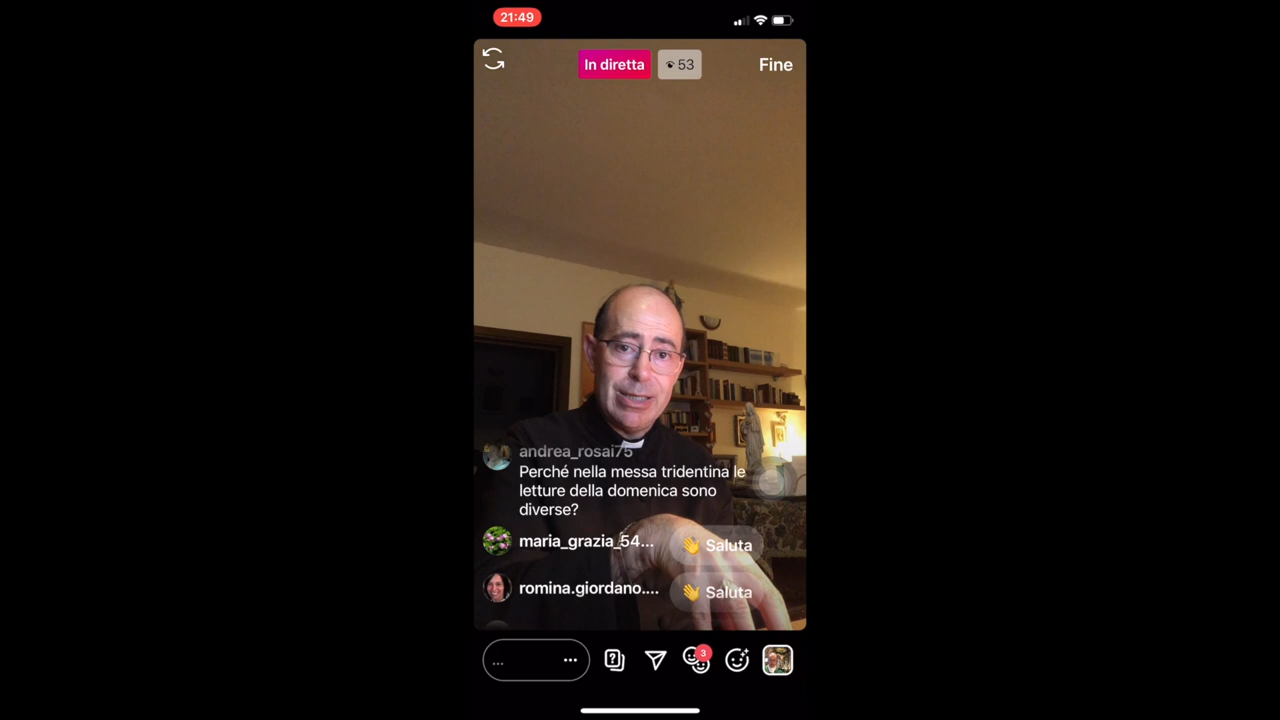 21:49
In diretta
53
Fine
andrea_rosai75
Perché nella messa tridentina le
letture della domenica sono
diverse?
maria_grazia_54...
👋 Saluta
romina.giordano....
👋 Saluta
...
3